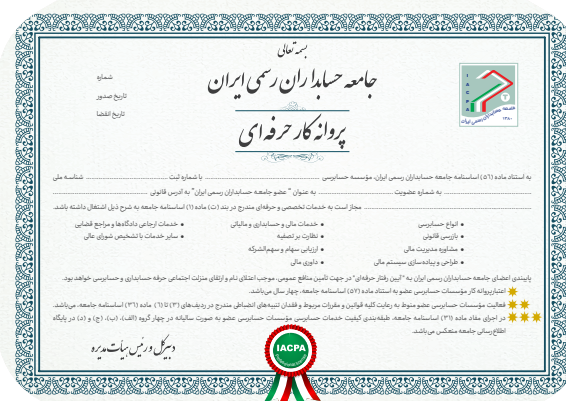 بسمه تعالی
جامعه حسابداران رسمی ایران
پروانه کار حرفه ای
شماره
تاریخ صدور
تاریخ انقضا
I A C P A
جامعه حسابداران رسمی ایران
۱۳۸۰
به استناد ماده (۵۶) اساسنامه جامعه حسابداران رسمی ایران، مؤسسه حسابرسی با شماره ثبت شناسه ملی
به شماره عضویت به عنوان " عضو جامعه حسابداران رسمی ایران" به آدرس قانونی
مجاز است به خدمات تخصصی و حرفه‌ای مندرج در بند (ت) ماده (۱) اساسنامه جامعه به شرح ذیل اشتغال داشته باشد.
• انواع حسابرسی • خدمات مالی و حسابداری و مالیاتی • خدمات ارجاعی دادگاه‌ها و مراجع قضایی
• بازرسی قانونی • نظارت بر تصفیه • سایر خدمات با تشخیص شورای عالی
• مشاوره مدیریت مالی • ارزیابی سهام و سهم‌الشرکه
• طراحی و پیاده‌سازی سیستم مالی • داوری مالی
پایبندی اعضای جامعه حسابداران رسمی ایران به "آیین رفتار حرفه‌ای" در جهت تأمین منافع عمومی، موجب اعتلای نام و ارتقای منزلت اجتماعی حرفه حسابداری و حسابرسی خواهد بود.
اعتبار پروانه کار مؤسسات حسابرسی عضو به استناد ماده (۵۷) اساسنامه جامعه، چهار سال می‌باشد.
فعالیت مؤسسات حسابرسی عضو منوط به رعایت کلیه قوانین و مقررات مربوط و فقدان تنبیه‌های انضباطی مندرج در ردیف‌های (۳) تا (۶) ماده (۳۶) اساسنامه جامعه، می‌باشد.
در اجرای مفاد ماده (۳۱) اساسنامه جامعه، طبقه‌بندی کیفیت خدمات حسابرسی مؤسسات حسابرسی عضو به صورت سالیانه در چهار گروه (الف)، (ب)، (ج) و (د) در پایگاه
اطلاع‌رسانی جامعه منعکس می‌باشد.
دبیرکل و رئیس هیأت مدیره
IACPA